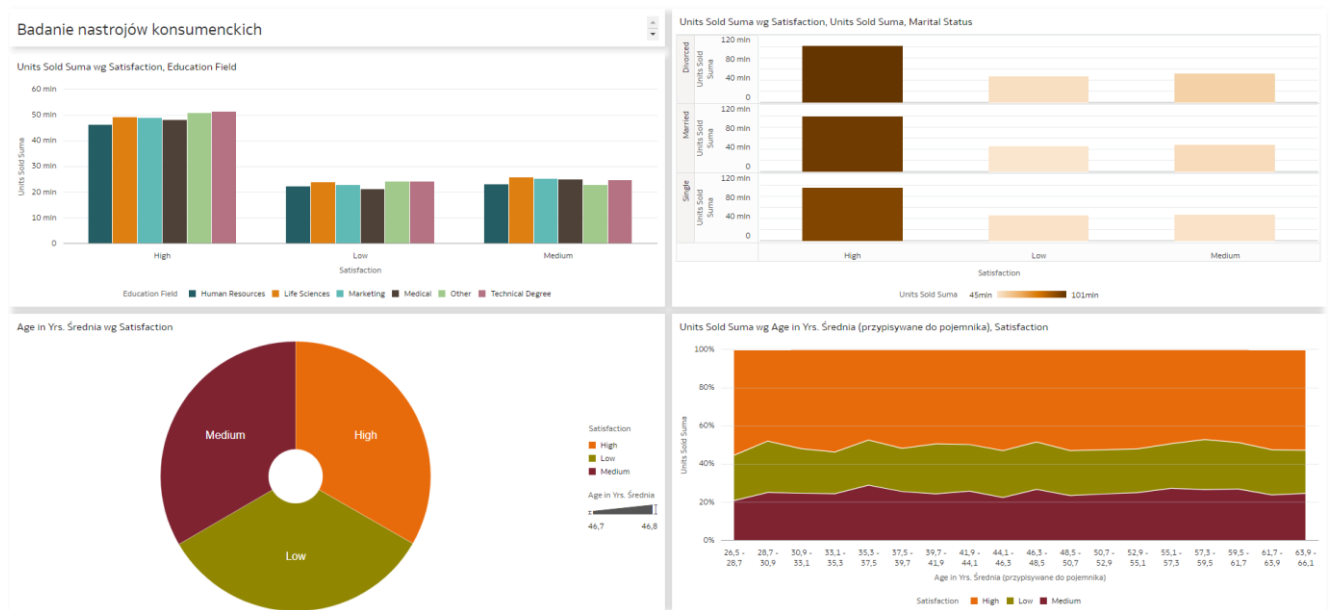 Badanie nastrojów konsumenckich
Units Sold Suma wg Satisfaction, Education Field
60 mln
50 mln
40 mln
30 mln
20 mln
10 mln
0
Units Sold Suma
High
Low
Medium
Satisfaction
Education Field
Human Resources
Life Sciences
Marketing
Medical
Other
Technical Degree
Units Sold Suma wg Satisfaction, Units Sold Suma, Marital Status
Divorced
Units Sold
Suma
120 mln
80 mln
40 mln
0
Married
Units Sold
Suma
120 mln
80 mln
40 mln
0
Single
Units Sold
Suma
120 mln
80 mln
40 mln
0
High
Low
Medium
Satisfaction
Units Sold Suma
45mln
101mln
Age in Yrs. Średnia wg Satisfaction
Medium
High
Low
Satisfaction
High
Low
Medium
Age in Yrs. Średnia
46,7
46,8
Units Sold Suma wg Age in Yrs. Średnia (przypisywane do pojemnika), Satisfaction
100%
80%
60%
40%
20%
0%
Units Sold Suma
26,5 -
28,7
28,7 -
30,9
30,9 -
33,1
33,1 -
35,3
35,3 -
37,5
37,5 -
39,7
39,7 -
41,9
41,9 -
44,1
44,1 -
46,3
46,3 -
48,5
48,5 -
50,7
50,7 -
52,9
52,9 -
55,1
55,1 -
57,3
57,3 -
59,5
59,5 -
61,7
61,7 -
63,9
63,9 -
66,1
Age in Yrs. Średnia (przypisywane do pojemnika)
Satisfaction
High
Low
Medium